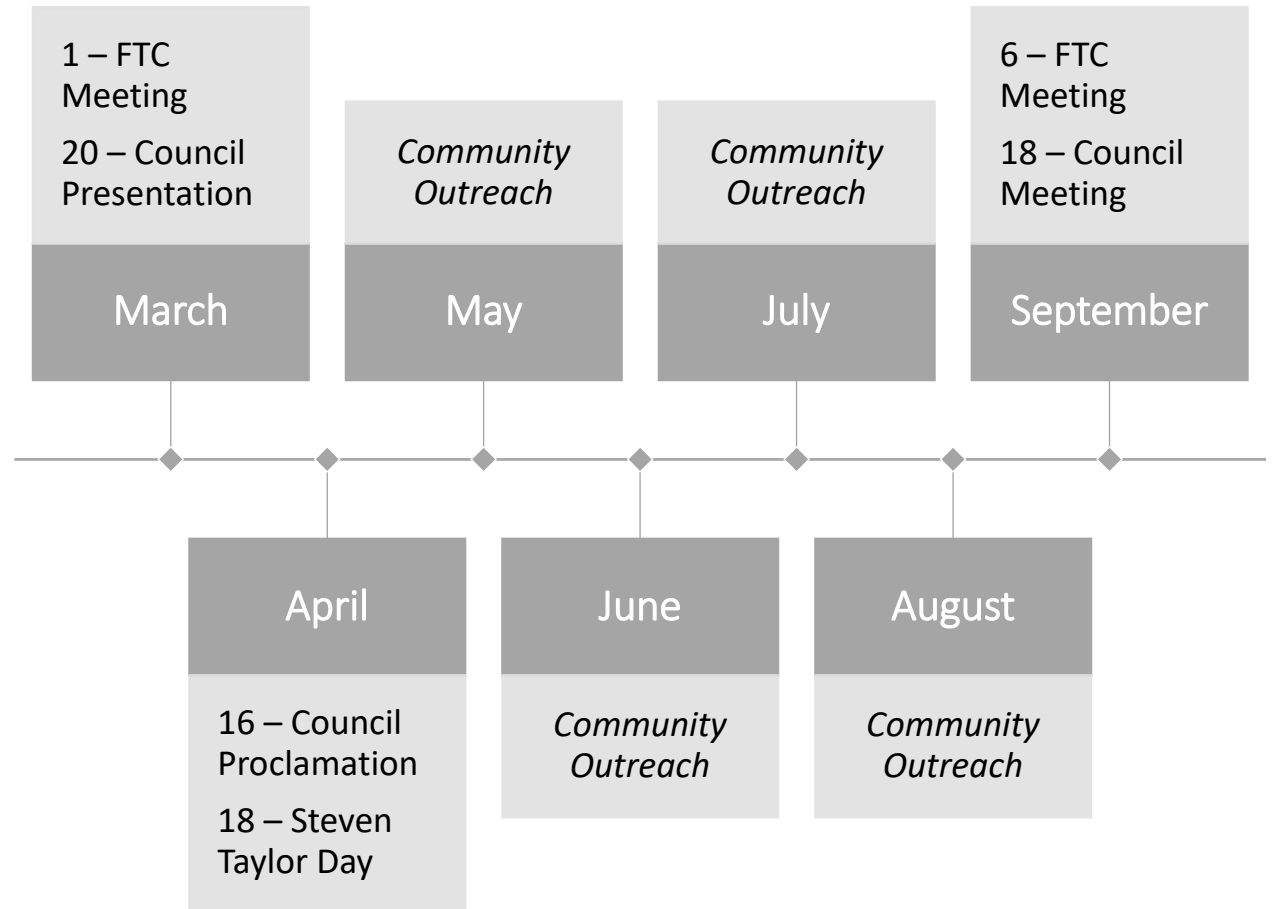 1 – FTC
Meeting
20 – Council
Presentation
March
16 – Council
Proclamation
18 – Steven
Taylor Day
April
Community
Outreach
May
Community
Outreach
June
Community
Outreach
July
Community
Outreach
August
6 – FTC
Meeting
18 – Council
Meeting
September